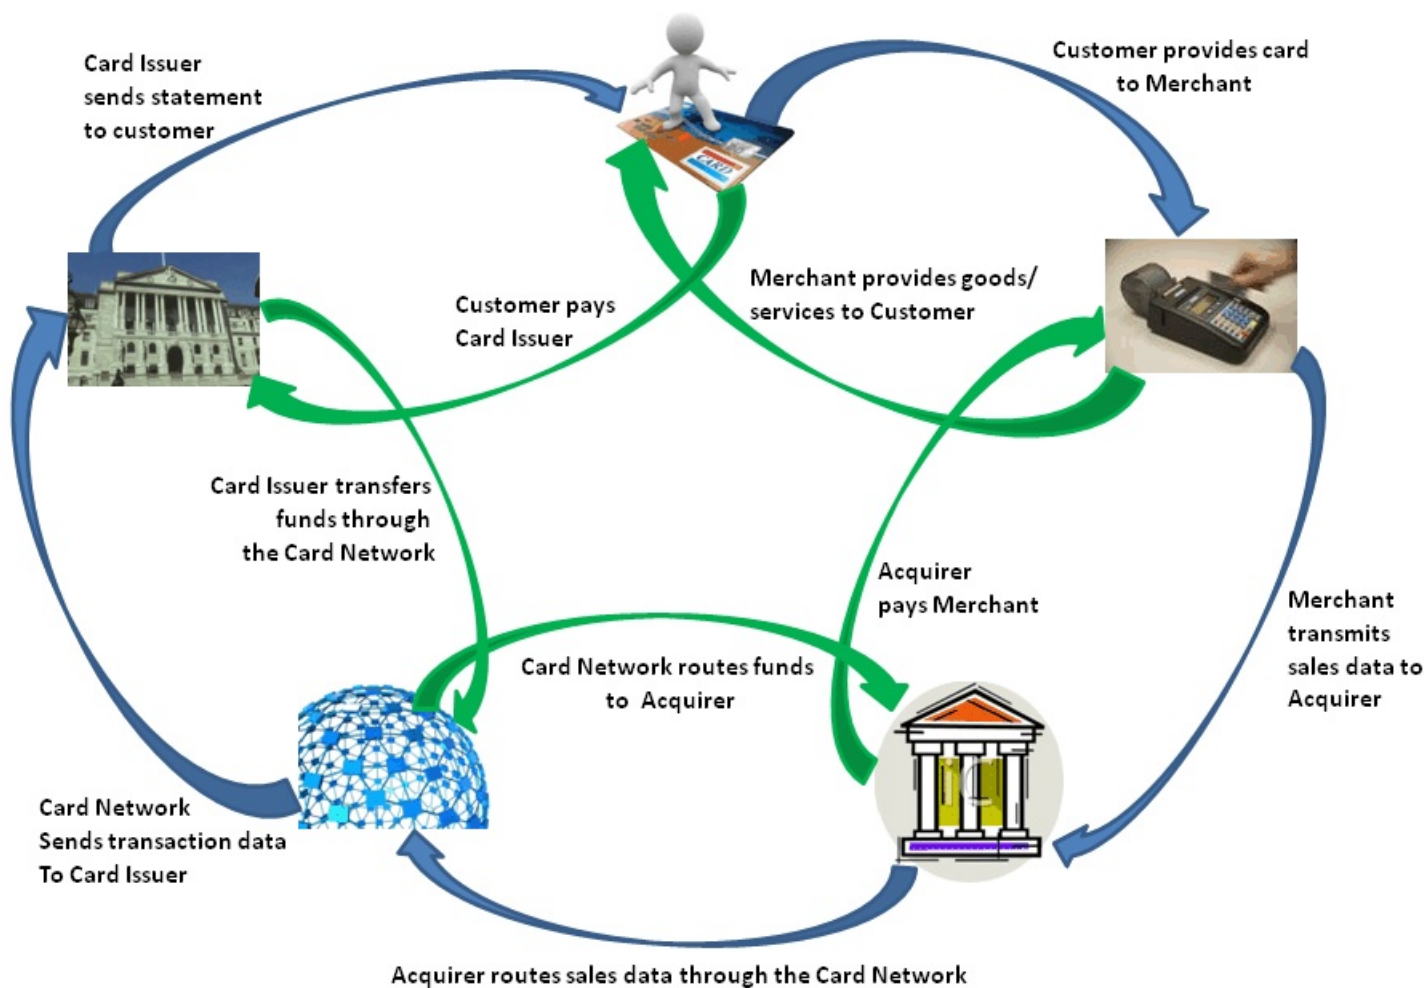 Card Issuer
sends statement
to customer
Customer provides card
to Merchant
CARD
Customer pays
Card Issuer
Merchant provides goods/
services to Customer
Card Issuer transfers
funds through
the Card Network
Acquirer
pays Merchant
Merchant
transmits
sales data to
Acquirer
Card Network routes funds
to Acquirer
Card Network
Sends transaction data
To Card Issuer
Acquirer routes sales data through the Card Network